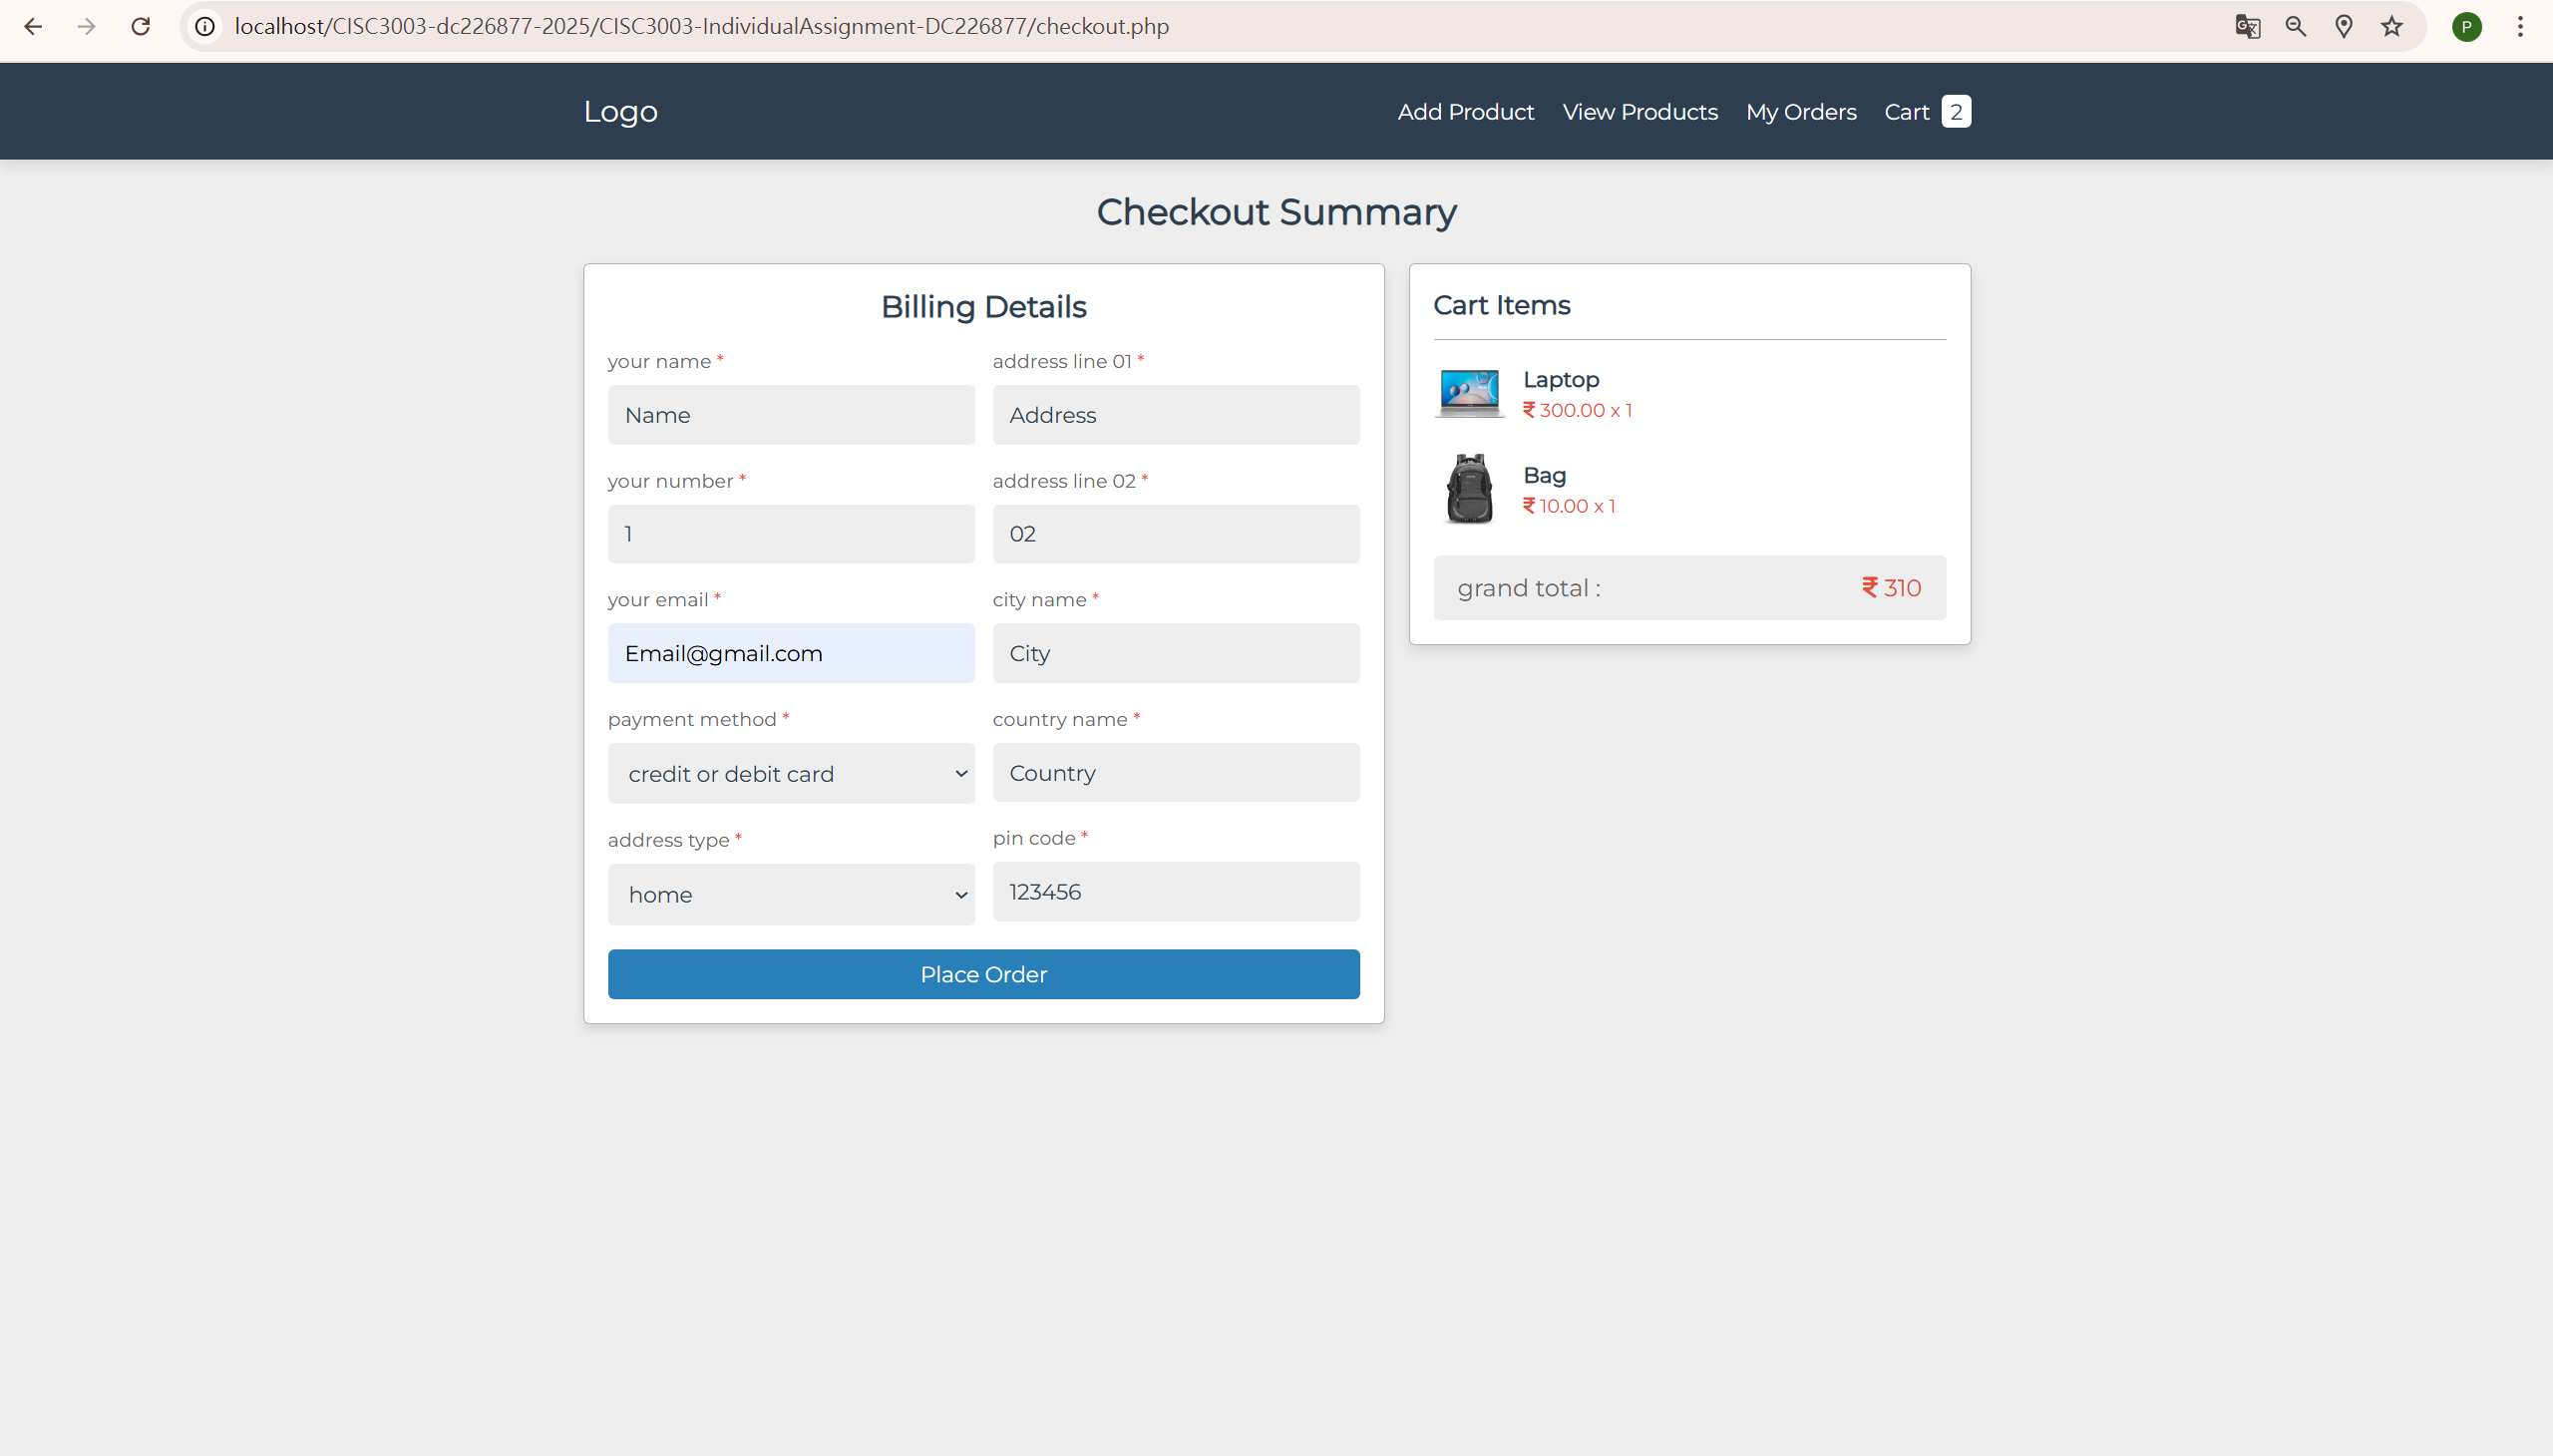 localhost/CISC3003-dc226877-2025/CISC3003-IndividualAssignment-DC226877/checkout.php
P
Logo
Add Product View Products My Orders Cart 2
Checkout Summary
Billing Details
your name *
Name
your number *
1
your email *
Email@gmail.com
payment method *
credit or debit card
address type *
home
address line 01 *
Address
address line 02 *
02
city name *
City
country name *
Country
pin code *
123456
Place Order
Cart Items
Laptop
₹ 300.00 x 1
Bag
₹ 10.00 x 1
grand total : ₹ 310